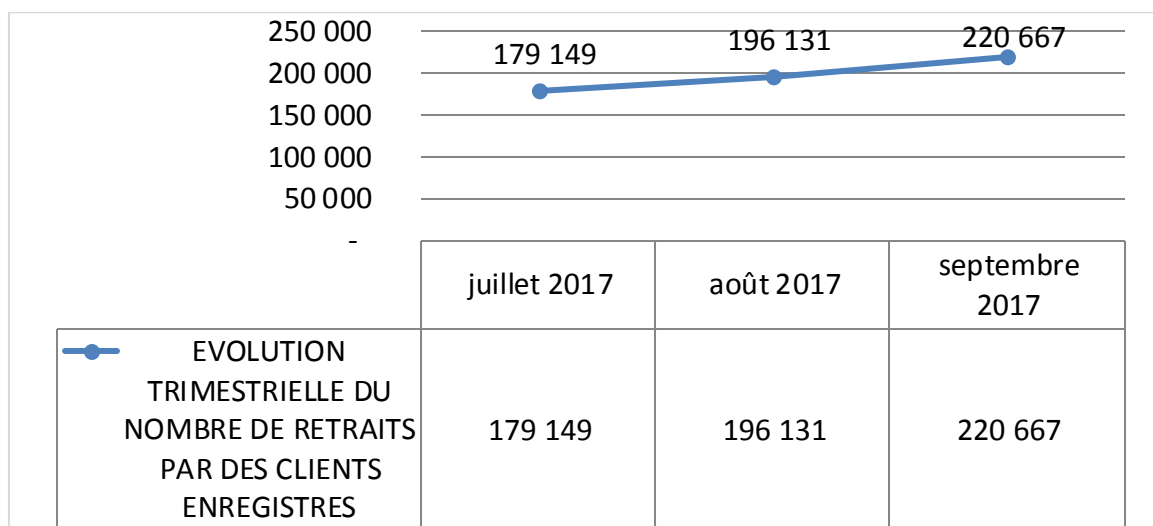 250 000
200 000
150 000
100 000
50 000
-
179 149
196 131
220 667
juillet 2017
août 2017
septembre
2017
EVOLUTION
TRIMESTRIELLE DU
NOMBRE DE RETRAITS
PAR DES CLIENTS
ENREGISTRES
179 149
196 131
220 667